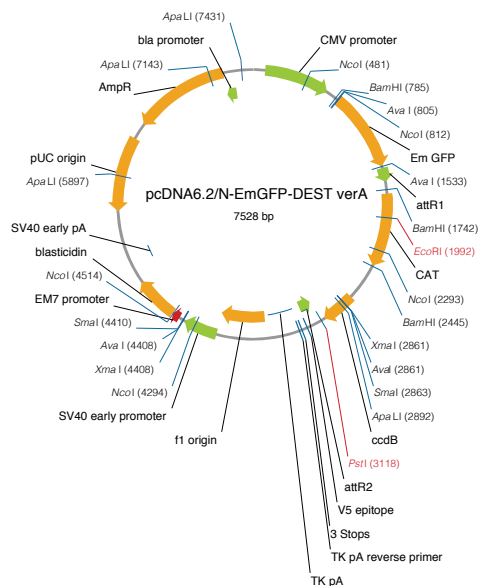 ApaLI (7431)
bla promoter
CMV promoter
ApaLI (7143)
NcoI (481)
AmpR
BamHI (785)
AvaI (805)
NcoI (812)
Em GFP
pUC origin
AvaI (1533)
ApaLI (5897)
pcDNA6.2/N-EmGFP-DEST verA
attR1
7528 bp
BamHI (1742)
SV40 early pA
EcoRI (1992)
blasticidin
CAT
NcoI (4514)
EM7 promoter
NcoI (2293)
SmaI (4410)
BamHI (2445)
AvaI (4408)
XmaI (2861)
XmaI (4408)
AvaI (2861)
NcoI (4294)
SmaI (2863)
SV40 early promoter
ApaLI (2892)
f1 origin
ccdB
PstI (3118)
attR2
V5 epitope
3 Stops
TK pA reverse primer
TK pA